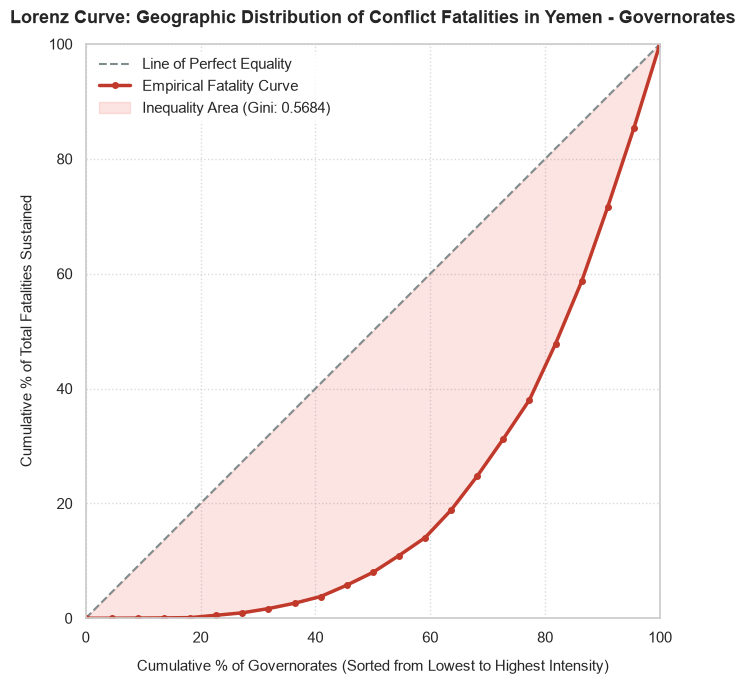 Lorenz Curve: Geographic Distribution of Conflict Fatalities in Yemen - Governorates
Line of Perfect Equality
Empirical Fatality Curve
Inequality Area (Gini: 0.5684)
Cumulative % of Total Fatalities Sustained
100
80
60
40
20
0
0 20 40 60 80 100
Cumulative % of Governorates (Sorted from Lowest to Highest Intensity)